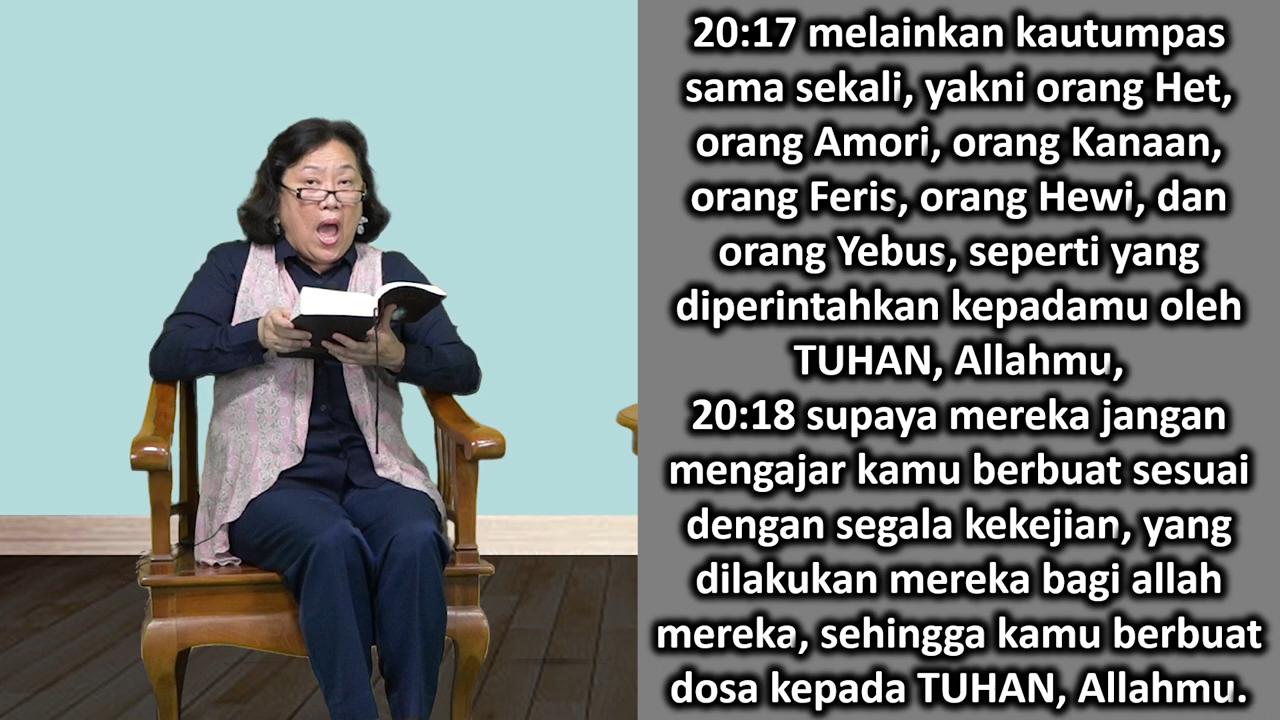 20:17 melainkan kautumpas
sama sekali, yakni orang Het,
orang Amori, orang Kanaan,
orang Feris, orang Hewi, dan
orang Yebus, seperti yang
diperintahkan kepadamu oleh
TUHAN, Allahmu,
20:18 supaya mereka jangan
mengajar kamu berbuat sesuai
dengan segala kekejian, yang
dilakukan mereka bagi allah
mereka, sehingga kamu berbuat
dosa kepada TUHAN, Allahmu.